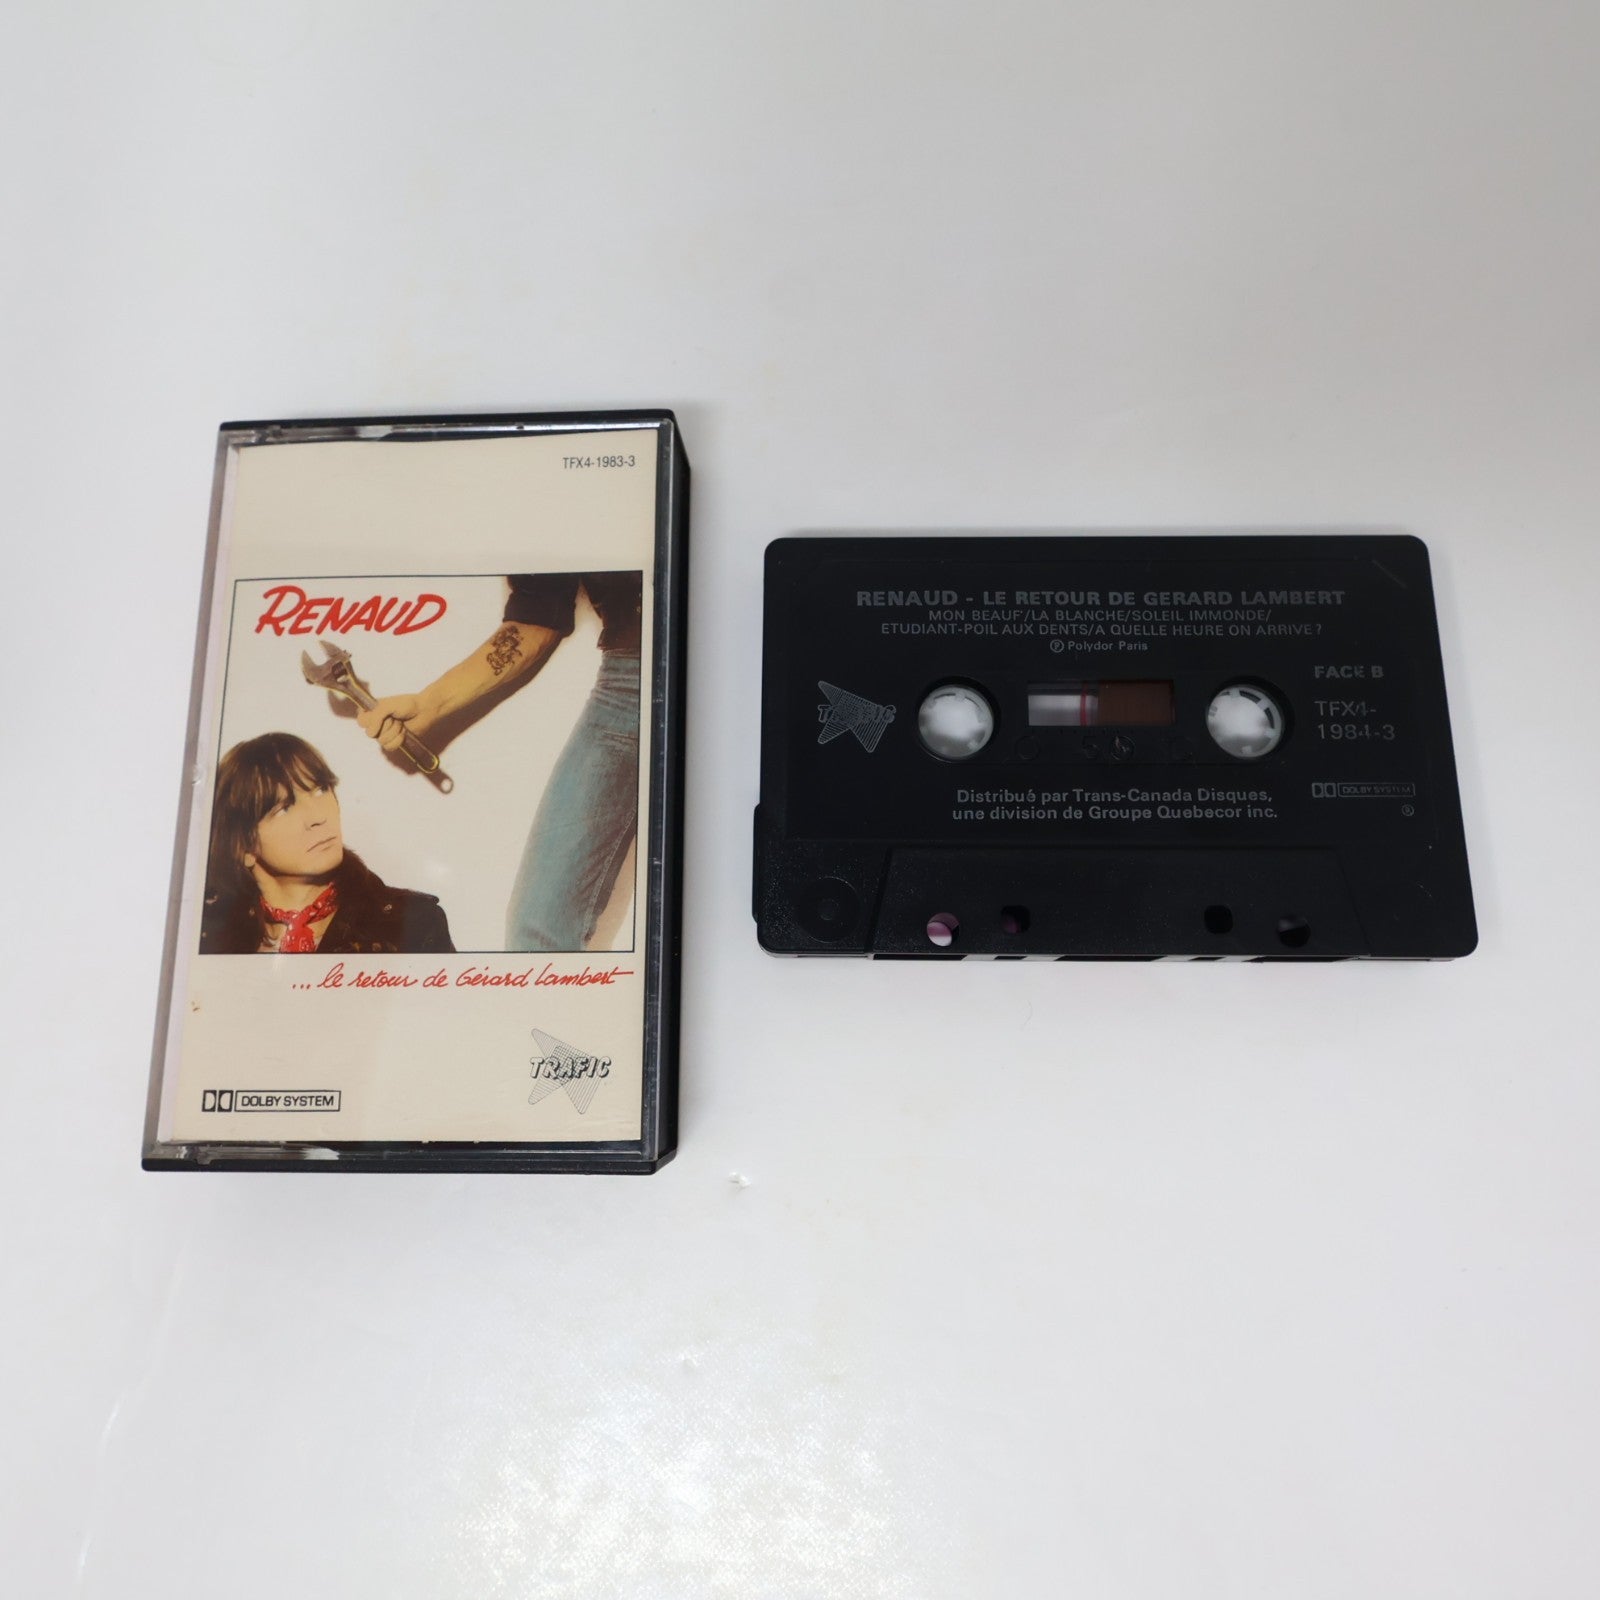 TFX4-1983-3
RENAUD
... le retour de Gérard Lambert
TRAFIC
DOLBY SYSTEM
RENAUD - LE RETOUR DE GERARD LAMBERT
MON BEAUF'/LA BLANCHE/SOLEIL IMMONDE/
ETUDIANT-POIL AUX DENTS/A QUELLE HEURE ON ARRIVE?
Ⓟ Polydor Paris
FACE B
TRAFIC
TFX4-
1984-3
50
DOLBY SYSTEM
Distribué par Trans-Canada Disques,
une division de Groupe Quebecor inc.
®